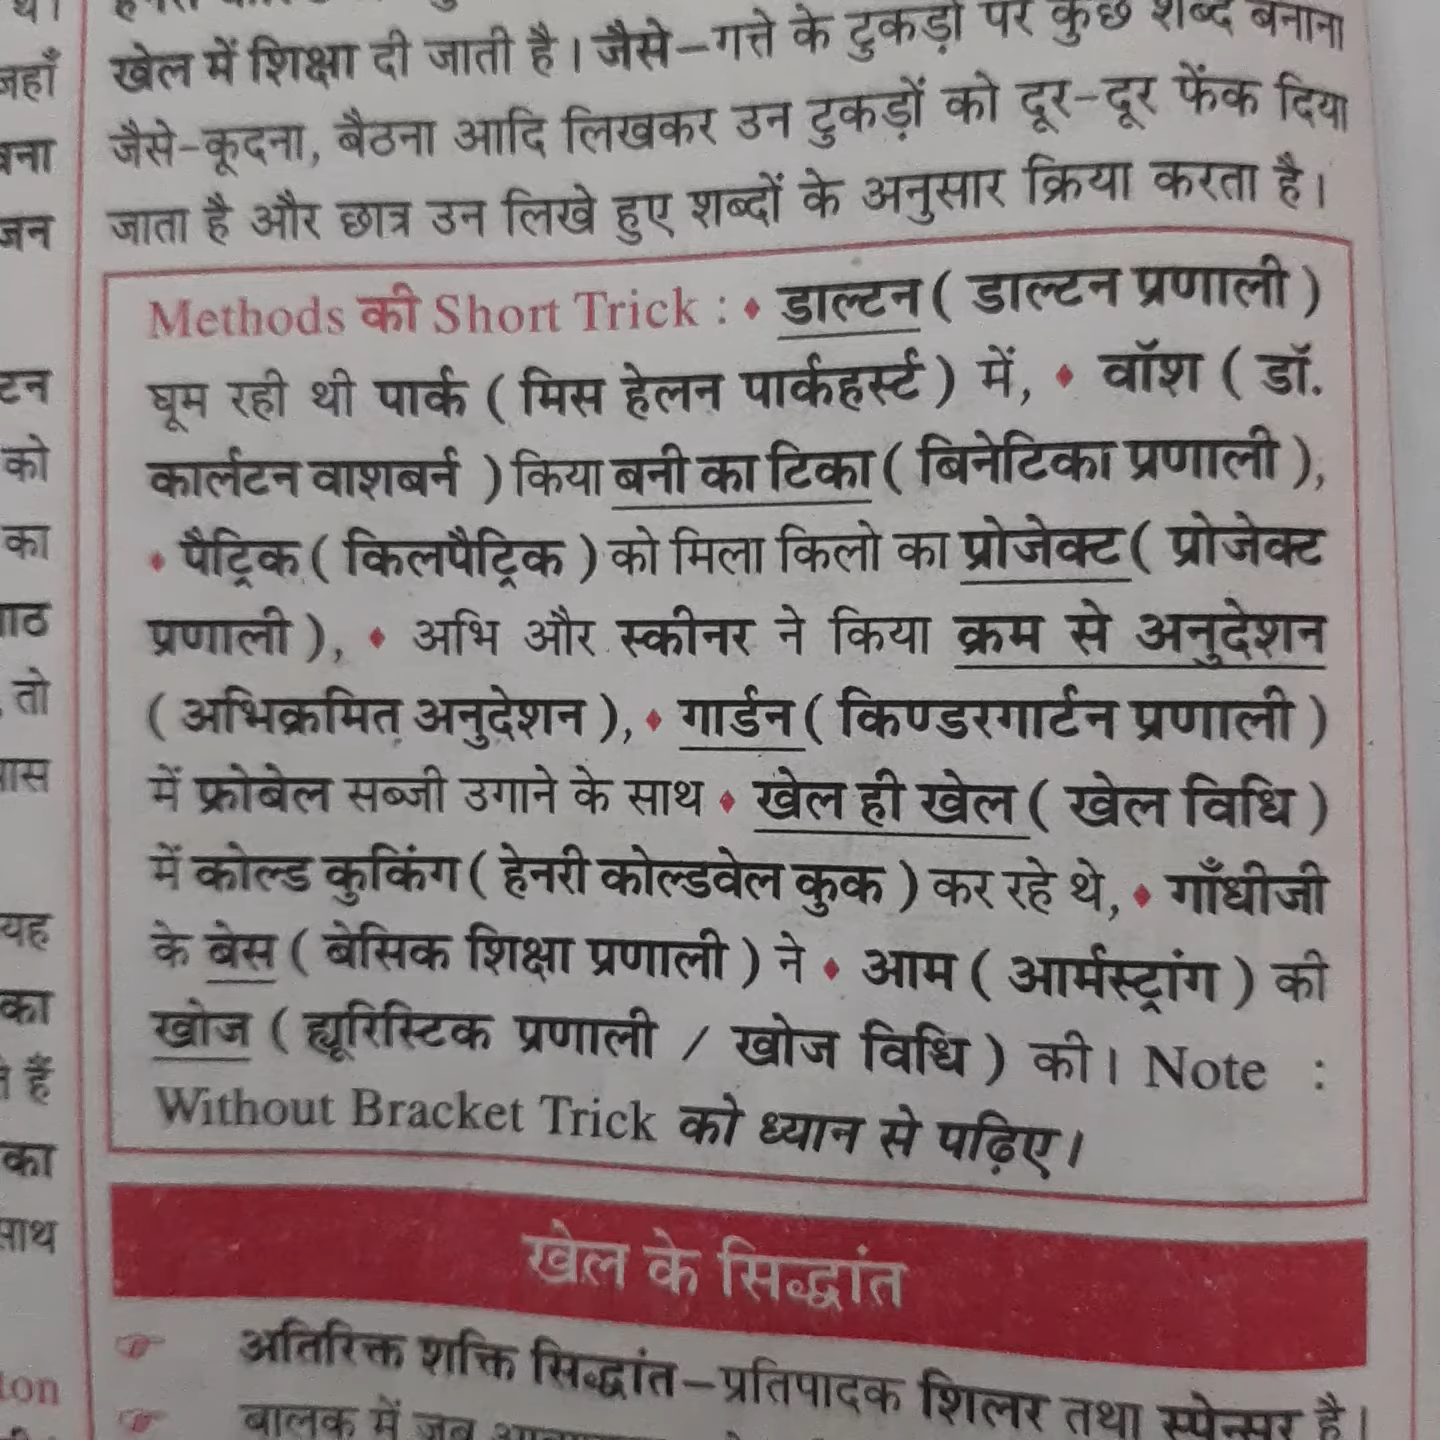 खेल में शिक्षा दी जाती है। जैसे–गत्ते के टुकड़ों पर कुछ शब्द बनाना
जैसे-कूदना, बैठना आदि लिखकर उन टुकड़ों को दूर-दूर फेंक दिया
जाता है और छात्र उन लिखे हुए शब्दों के अनुसार क्रिया करता है।
Methods की Short Trick : ♦ डाल्टन ( डाल्टन प्रणाली )
घूम रही थी पार्क ( मिस हेलन पार्कहर्स्ट ) में, ♦ वॉश ( डॉ.
कार्लटन वाशबर्न ) किया बनी का टिका ( बिनेटिका प्रणाली ),
♦ पैट्रिक ( किलपैट्रिक ) को मिला किलो का प्रोजेक्ट ( प्रोजेक्ट
प्रणाली ), ♦ अभि और स्कीनर ने किया क्रम से अनुदेशन
( अभिक्रमित अनुदेशन ), ♦ गार्डन ( किण्डरगार्टन प्रणाली )
में फ्रोबेल सब्जी उगाने के साथ ♦ खेल ही खेल ( खेल विधि )
में कोल्ड कुकिंग ( हेनरी कोल्डवेल कुक ) कर रहे थे, ♦ गाँधीजी
के बेस ( बेसिक शिक्षा प्रणाली ) ने ♦ आम ( आर्मस्ट्रांग ) की
खोज ( ह्यूरिस्टिक प्रणाली / खोज विधि ) की। Note :
Without Bracket Trick को ध्यान से पढ़िए।
खेल के सिद्धांत
अतिरिक्त शक्ति सिद्धांत–प्रतिपादक शिलर तथा स्पेन्सर है।
बालक में जब